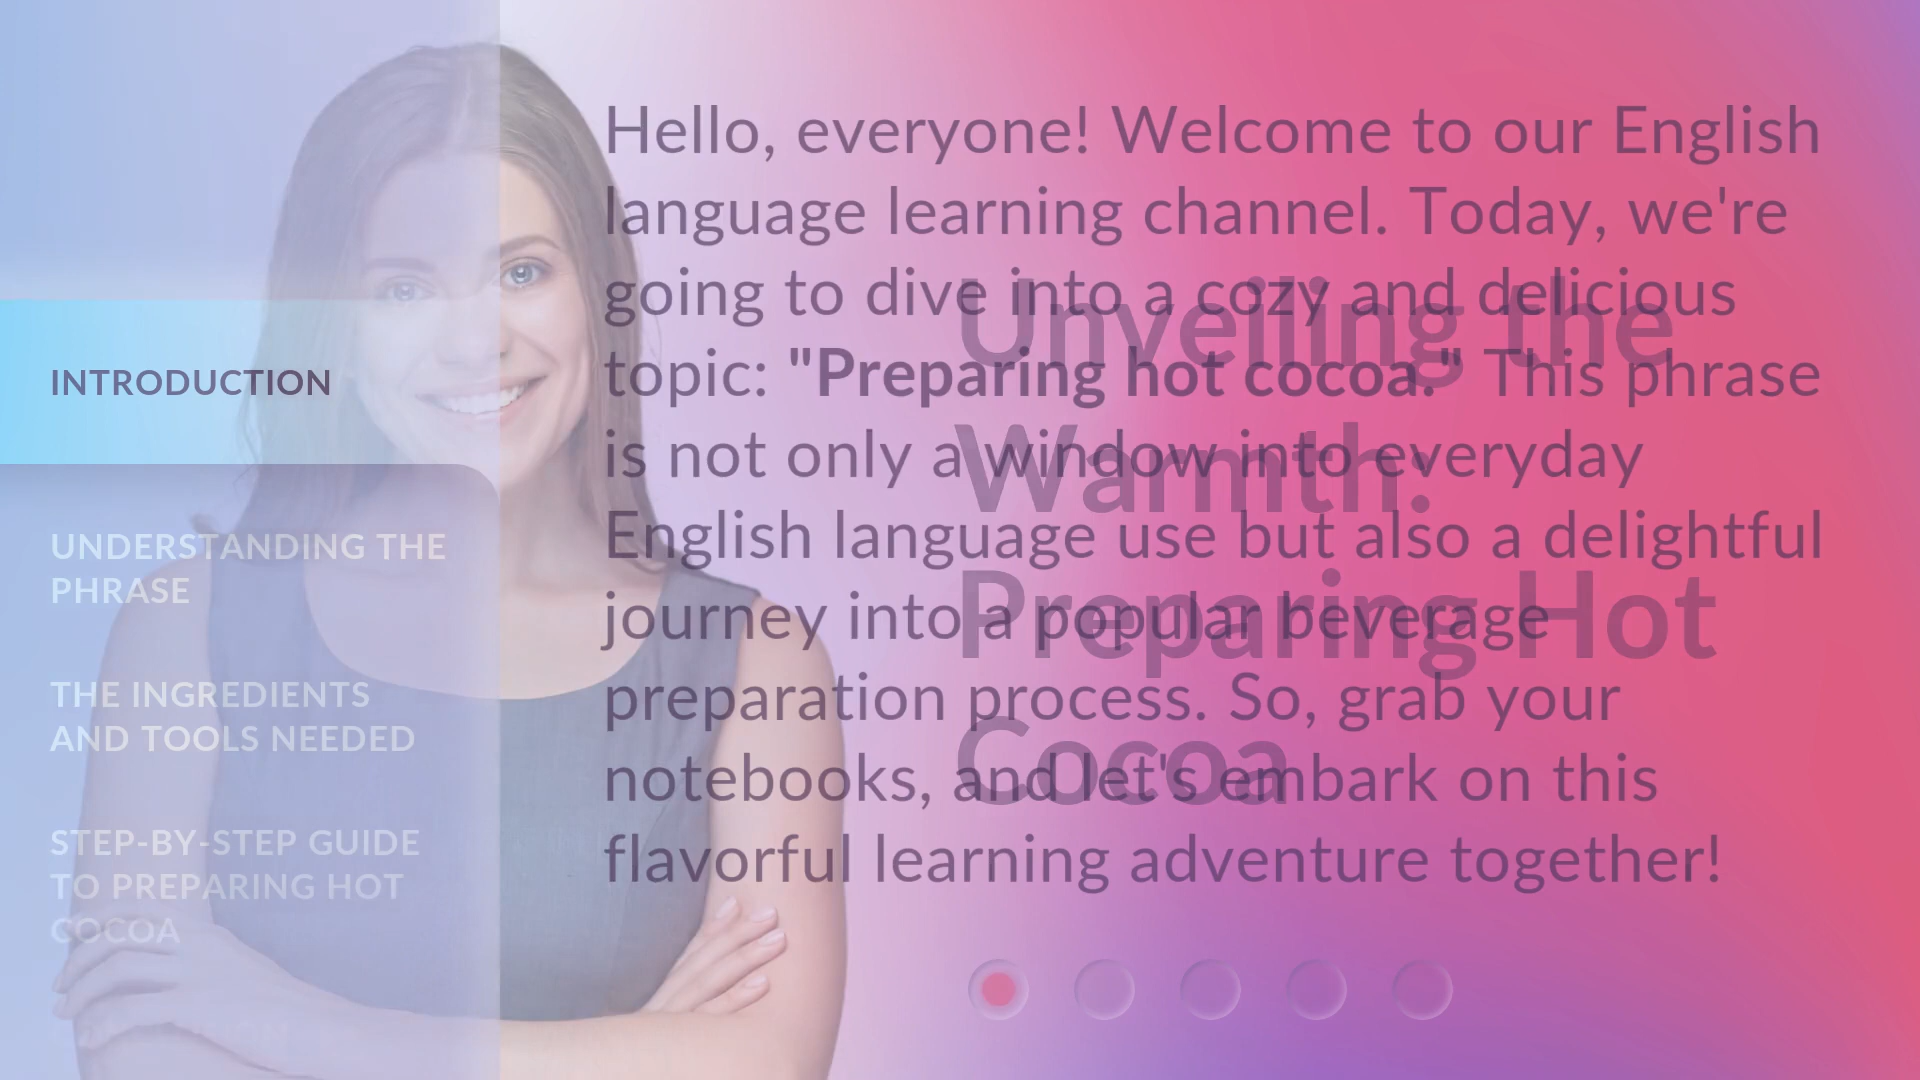 INTRODUCTION
UNDERSTANDING THE
PHRASE
THE INGREDIENTS
AND TOOLS NEEDED
STEP-BY-STEP GUIDE
TO PREPARING HOT
COCOA
Hello, everyone! Welcome to our English
language learning channel. Today, we're
going to dive into a cozy and delicious
topic: "Preparing hot cocoa." This phrase
is not only a window into everyday
English language use but also a delightful
journey into a popular beverage
preparation process. So, grab your
notebooks, and let's embark on this
flavorful learning adventure together!
Unveiling the
Warmth:
Preparing Hot
Cocoa